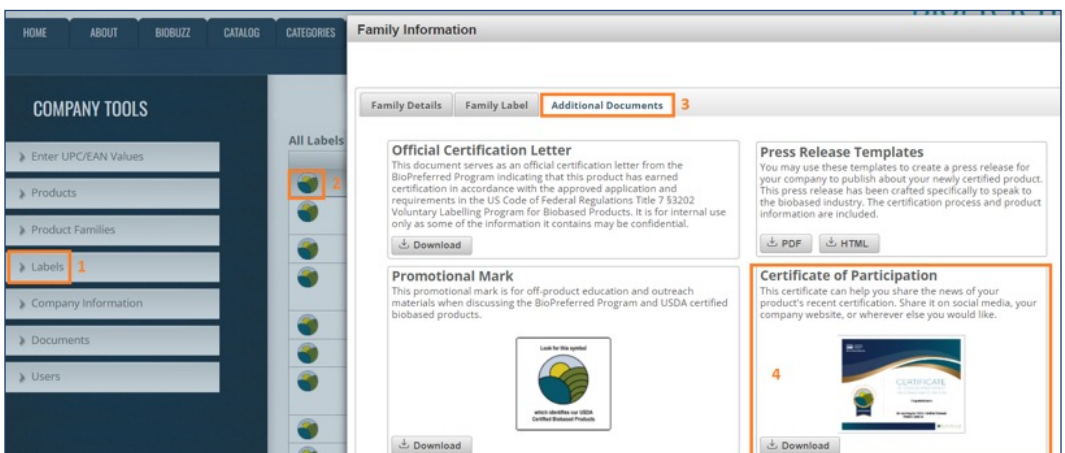 HOME ABOUT BIOBUZZ CATALOG CATEGORIES
COMPANY TOOLS
Enter UPC/EAN Values
Products
Product Families
Labels 1
Company Information
Documents
Users
All Labels
2
Family Information
Family Details Family Label Additional Documents 3
Official Certification Letter
This document serves as an official certification letter from the
BioPreferred Program indicating that this product has earned
certification in accordance with the approved application and
requirements in the US Code of Federal Regulations Title 7 §3202
Voluntary Labelling Program for Biobased Products. It is for internal use
only as some of the information it contains may be confidential.
Download
Press Release Templates
You may use these templates to create a press release for
your company to publish about your newly certified product.
This press release has been crafted specifically to speak to
the biobased industry. The certification process and product
information are included.
PDF HTML
Promotional Mark
This promotional mark is for off-product education and outreach
materials when discussing the BioPreferred Program and USDA certified
biobased products.
Look for this symbol
which identifies our USDA
Certified Biobased Products
Download
Certificate of Participation
This certificate can help you share the news of your
product's recent certification. Share it on social media, your
company website, or wherever else you would like.
4
CERTIFICATE
Download